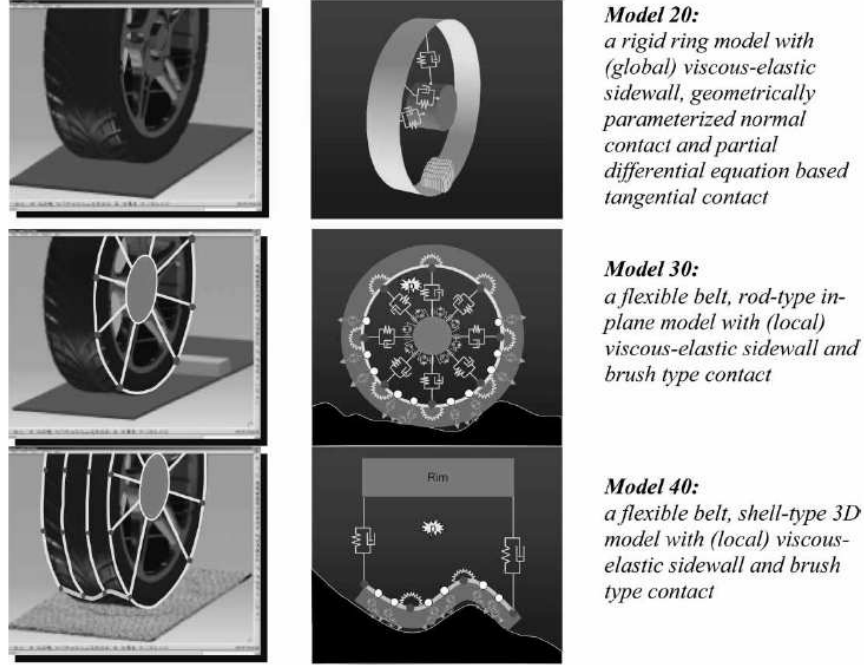 Model 20:
a rigid ring model with
(global) viscous-elastic
sidewall, geometrically
parameterized normal
contact and partial
differential equation based
tangential contact
Model 30:
a flexible belt, rod-type in-
plane model with (local)
viscous-elastic sidewall and
brush type contact
Rim
Model 40:
a flexible belt, shell-type 3D
model with (local) viscous-
elastic sidewall and brush
type contact